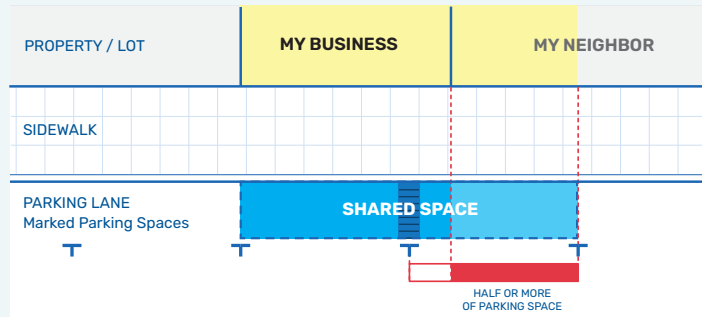 PROPERTY / LOT
MY BUSINESS
MY NEIGHBOR
SIDEWALK
PARKING LANE
Marked Parking Spaces
SHARED SPACE
HALF OR MORE
OF PARKING SPACE